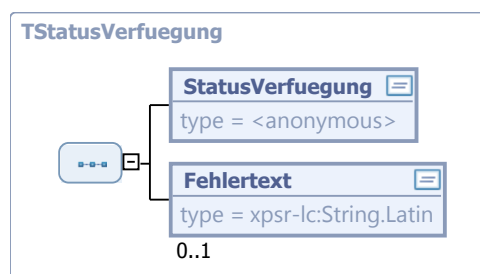 TStatusVerfuegung
StatusVerfuegung
type = <anonymous>
Fehlertext
type = xpsr-lc:String.Latin
0..1